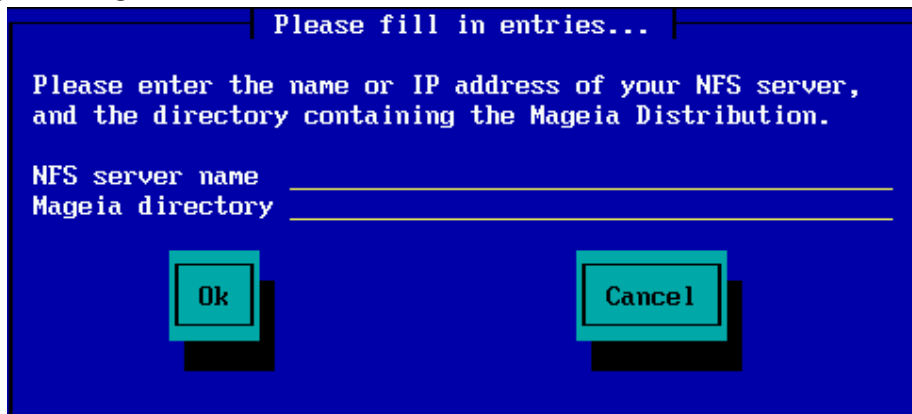 Please fill in entries...
Please enter the name or IP address of your NFS server,
and the directory containing the Mageia Distribution.
NFS server name
Mageia directory
Ok Cancel